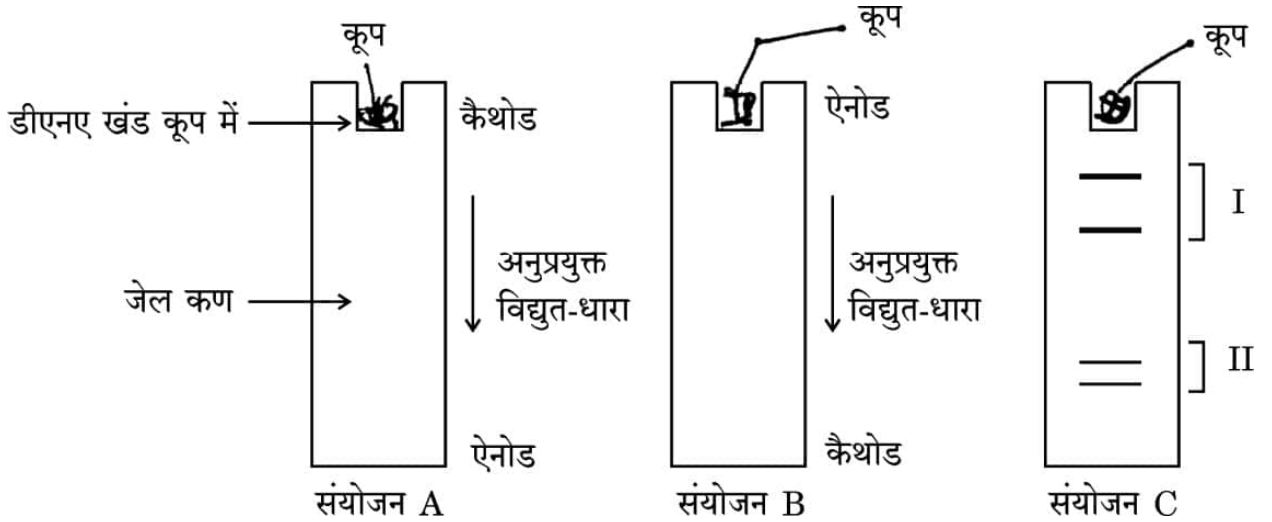 कूप
डीएनए खंड कूप में
कैथोड
जेल कण
अनुप्रयुक्त
विद्युत-धारा
ऐनोड
संयोजन A
कूप
ऐनोड
अनुप्रयुक्त
विद्युत-धारा
कैथोड
संयोजन B
कूप
I
II
संयोजन C